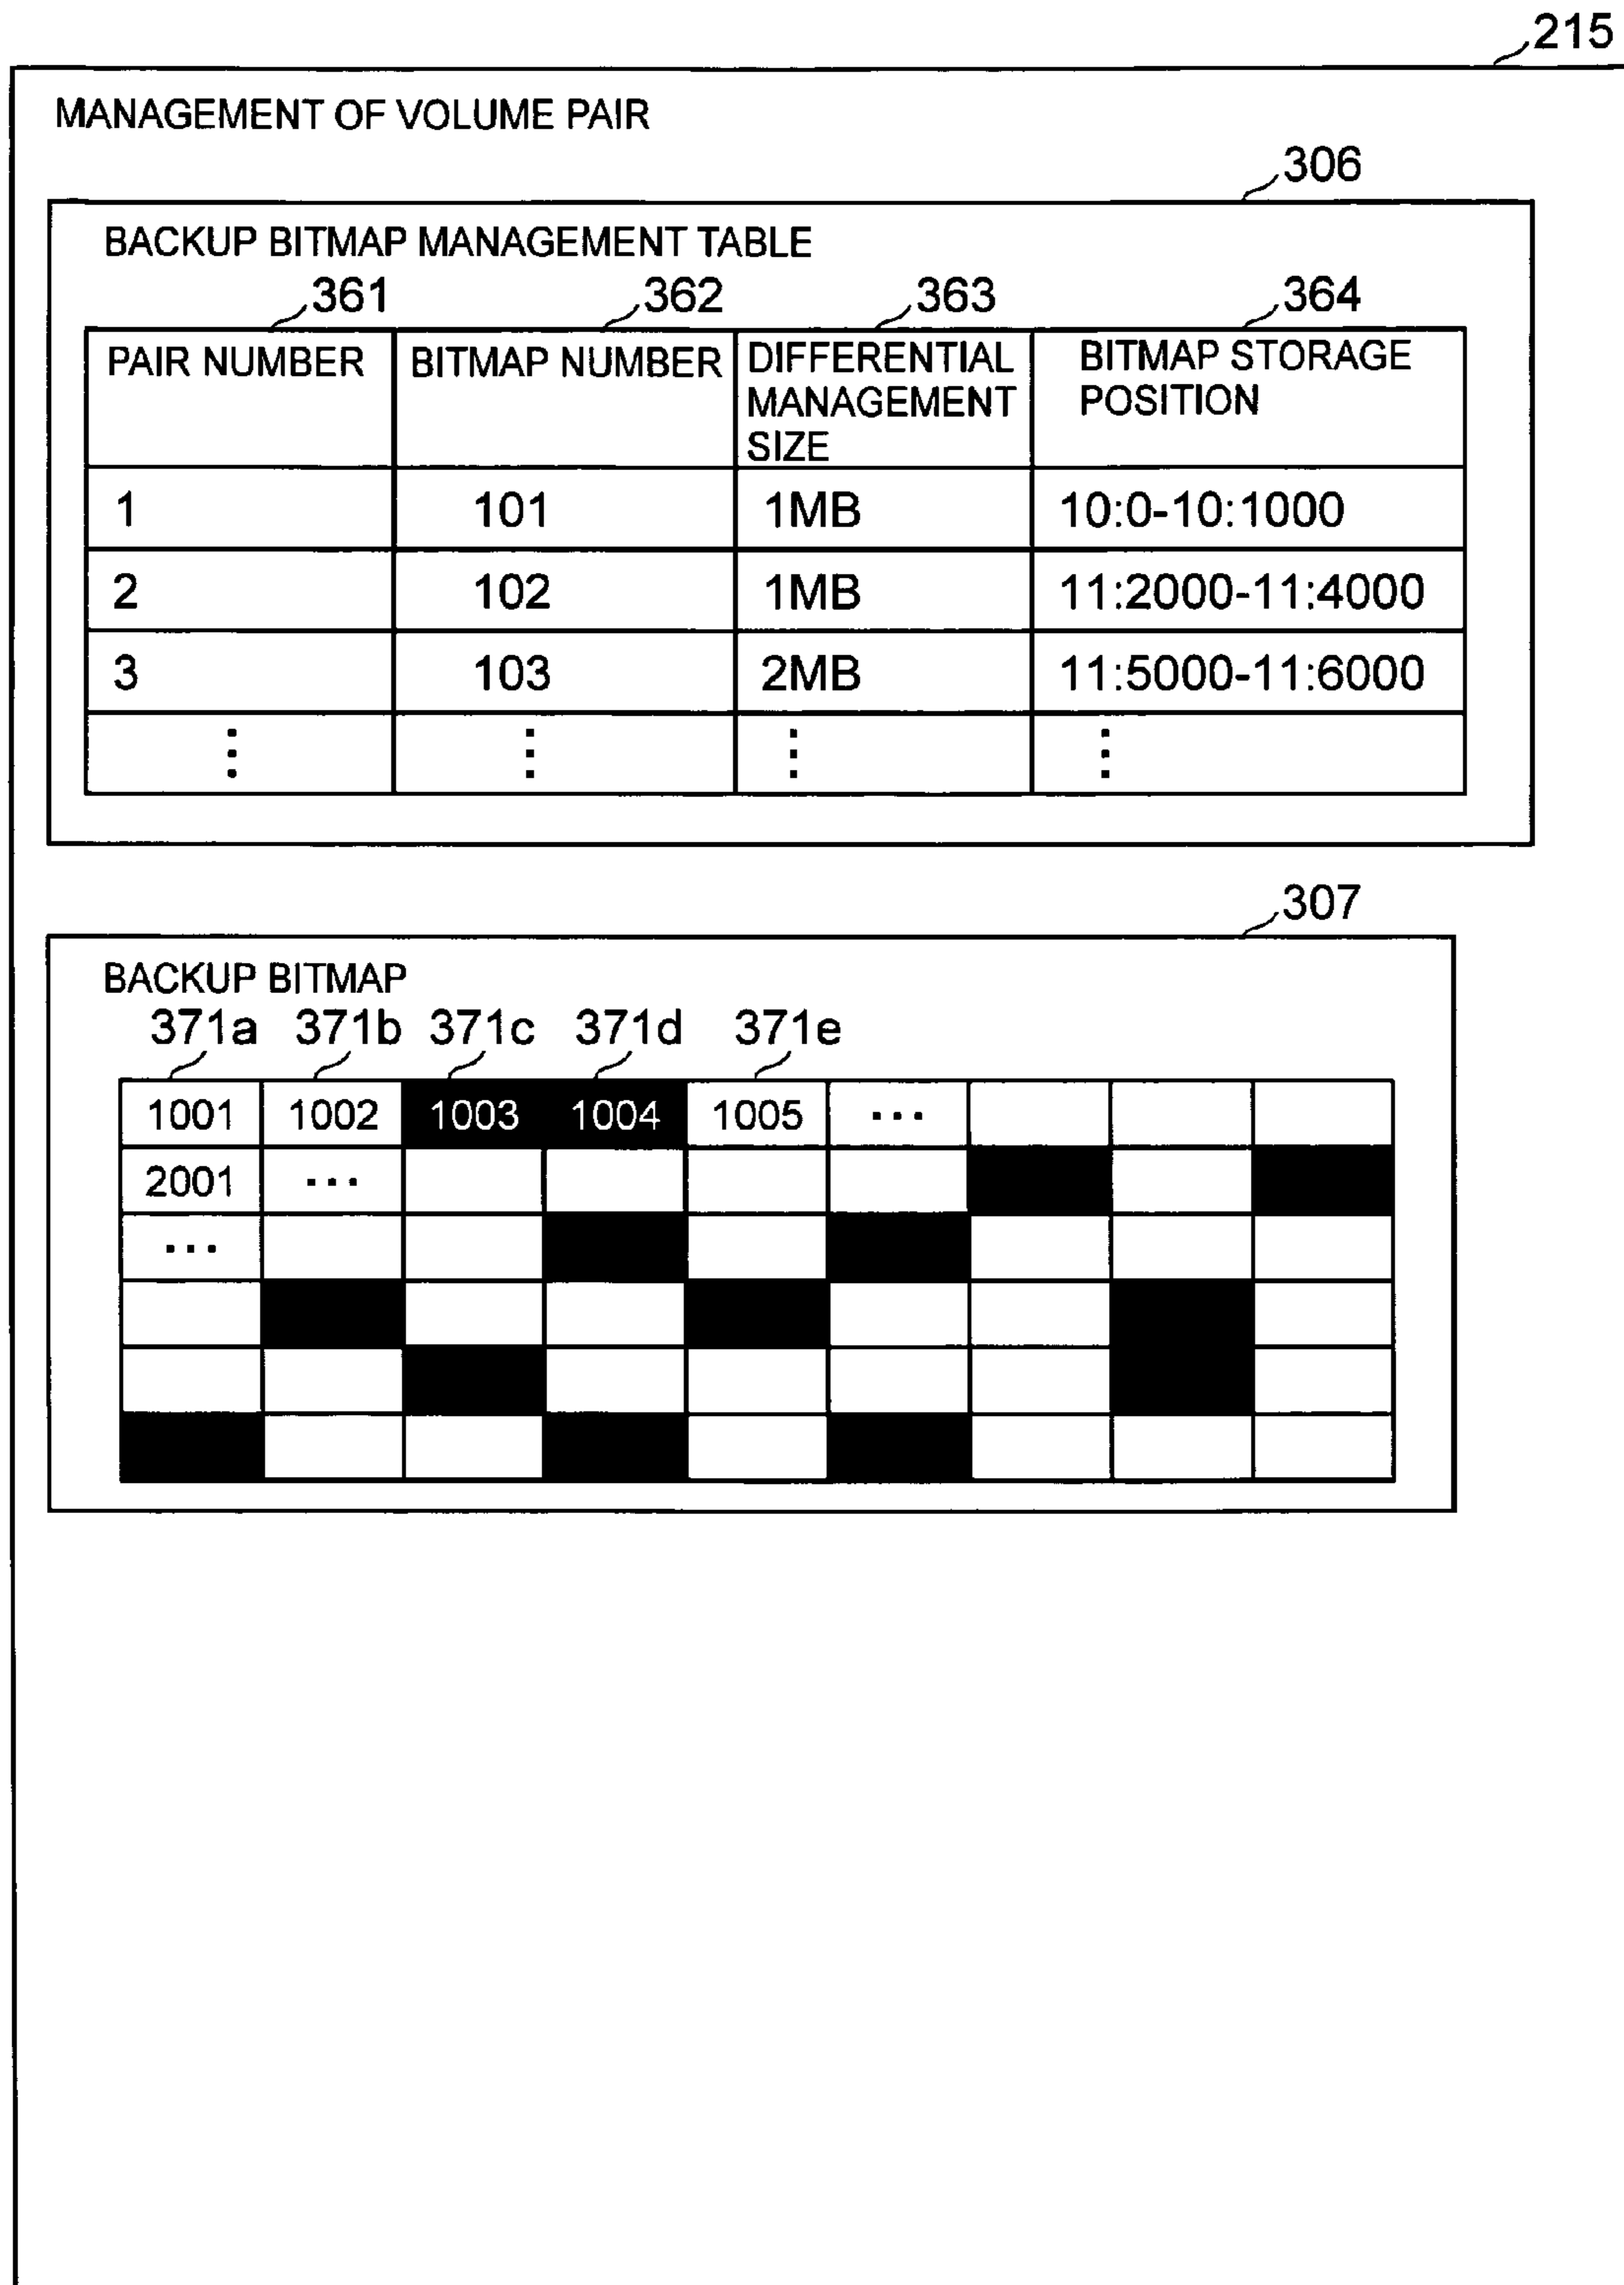 215
MANAGEMENT OF VOLUME PAIR
306
BACKUP BITMAP MANAGEMENT TABLE
361 362 363 364
PAIR NUMBER BITMAP NUMBER DIFFERENTIAL MANAGEMENT SIZE BITMAP STORAGE POSITION
1 101 1MB 10:0-10:1000
2 102 1MB 11:2000-11:4000
3 103 2MB 11:5000-11:6000
⋮ ⋮ ⋮ ⋮
307
BACKUP BITMAP
371a 371b 371c 371d 371e
1001 1002 1003 1004 1005 ...
2001 ...
...